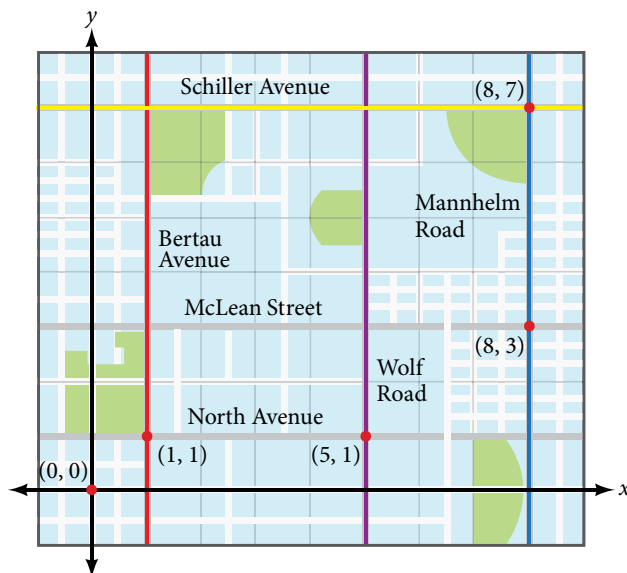 y
Schiller Avenue
(8, 7)
Mannhelm
Road
Bertau
Avenue
McLean Street
(8, 3)
Wolf
Road
North Avenue
(1, 1)
(5, 1)
(0, 0)
x